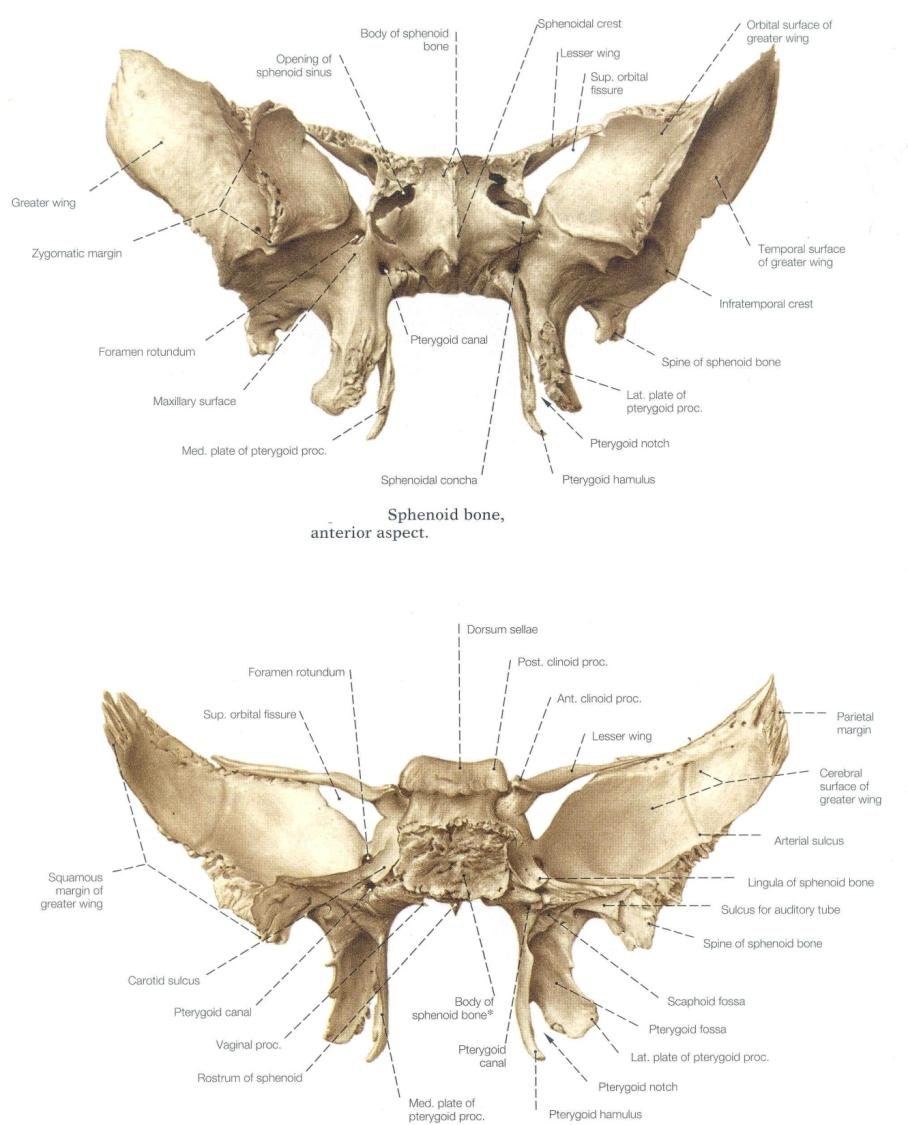 Sphenoidal crest
Orbital surface of
greater wing
Body of sphenoid
bone
Lesser wing
Opening of
sphenoid sinus
Sup. orbital
fissure
Greater wing
Zygomatic margin
Temporal surface
of greater wing
Infratemporal crest
Foramen rotundum
Pterygoid canal
Spine of sphenoid bone
Maxillary surface
Lat. plate of
pterygoid proc.
Med. plate of pterygoid proc.
Pterygoid notch
Sphenoidal concha
Pterygoid hamulus
Sphenoid bone,
anterior aspect.
Dorsum sellae
Post. clinoid proc.
Foramen rotundum
Ant. clinoid proc.
Sup. orbital fissure
Lesser wing
Parietal
margin
Cerebral
surface of
greater wing
Arterial sulcus
Squamous
margin of
greater wing
Lingula of sphenoid bone
Sulcus for auditory tube
Spine of sphenoid bone
Carotid sulcus
Pterygoid canal
Body of
sphenoid bone*
Scaphoid fossa
Pterygoid fossa
Vaginal proc.
Pterygoid
canal
Lat. plate of pterygoid proc.
Rostrum of sphenoid
Pterygoid notch
Med. plate of
pterygoid proc.
Pterygoid hamulus